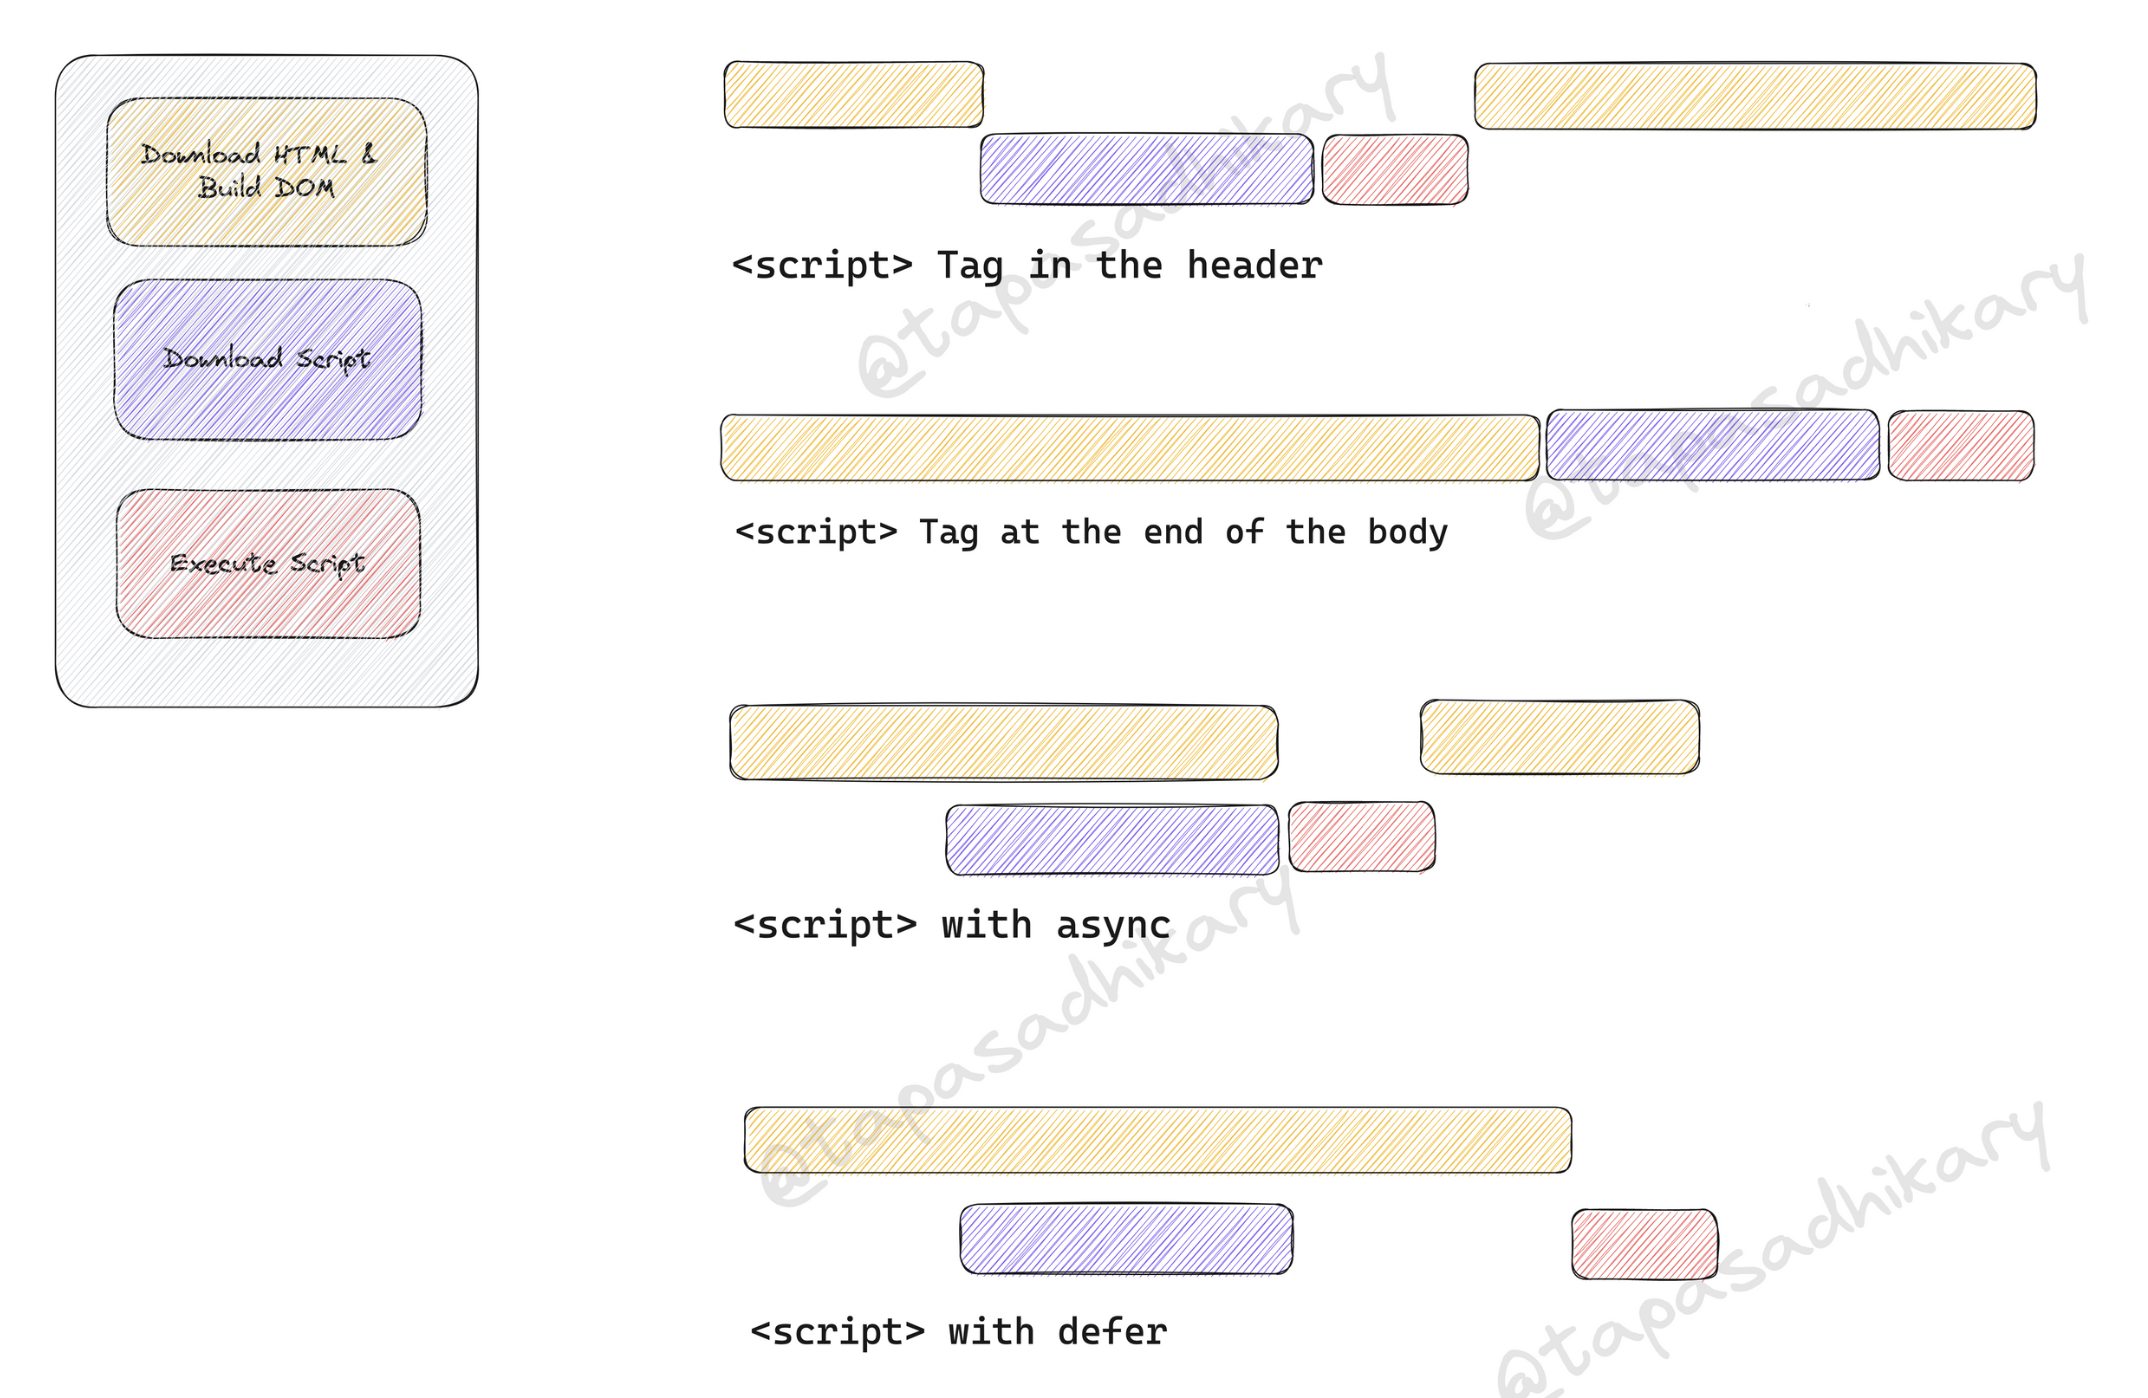 Download HTML &
Build DOM
Download Script
Execute Script
<script> Tag in the header
@tapasadhikary
<script> Tag at the end of the body
@tapasadhikary
<script> with async
@tapasadhikary
<script> with defer
@tapasadhikary